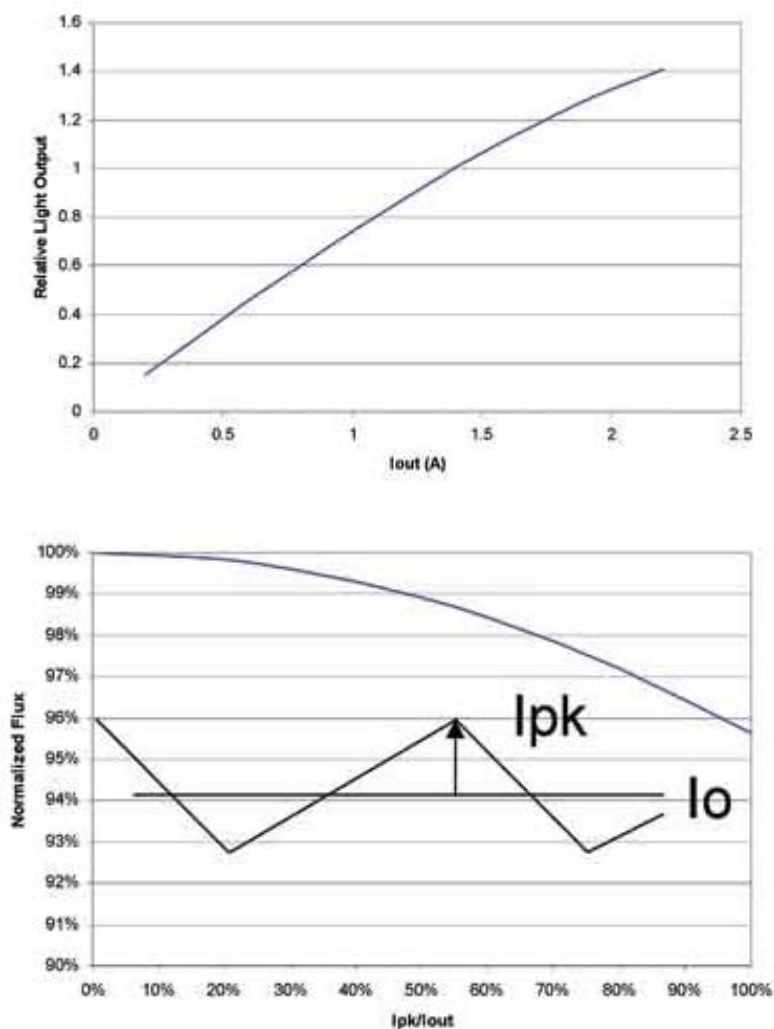 1.6
1.4
1.2
1
0.8
0.6
0.4
0.2
0
Relative Light Output
0 0.5 1 1.5 2 2.5
Iout (A)
100%
99%
98%
97%
96%
95%
94%
93%
92%
91%
90%
Normalized Flux
Ipk
Io
0% 10% 20% 30% 40% 50% 60% 70% 80% 90% 100%
Ipk/Iout